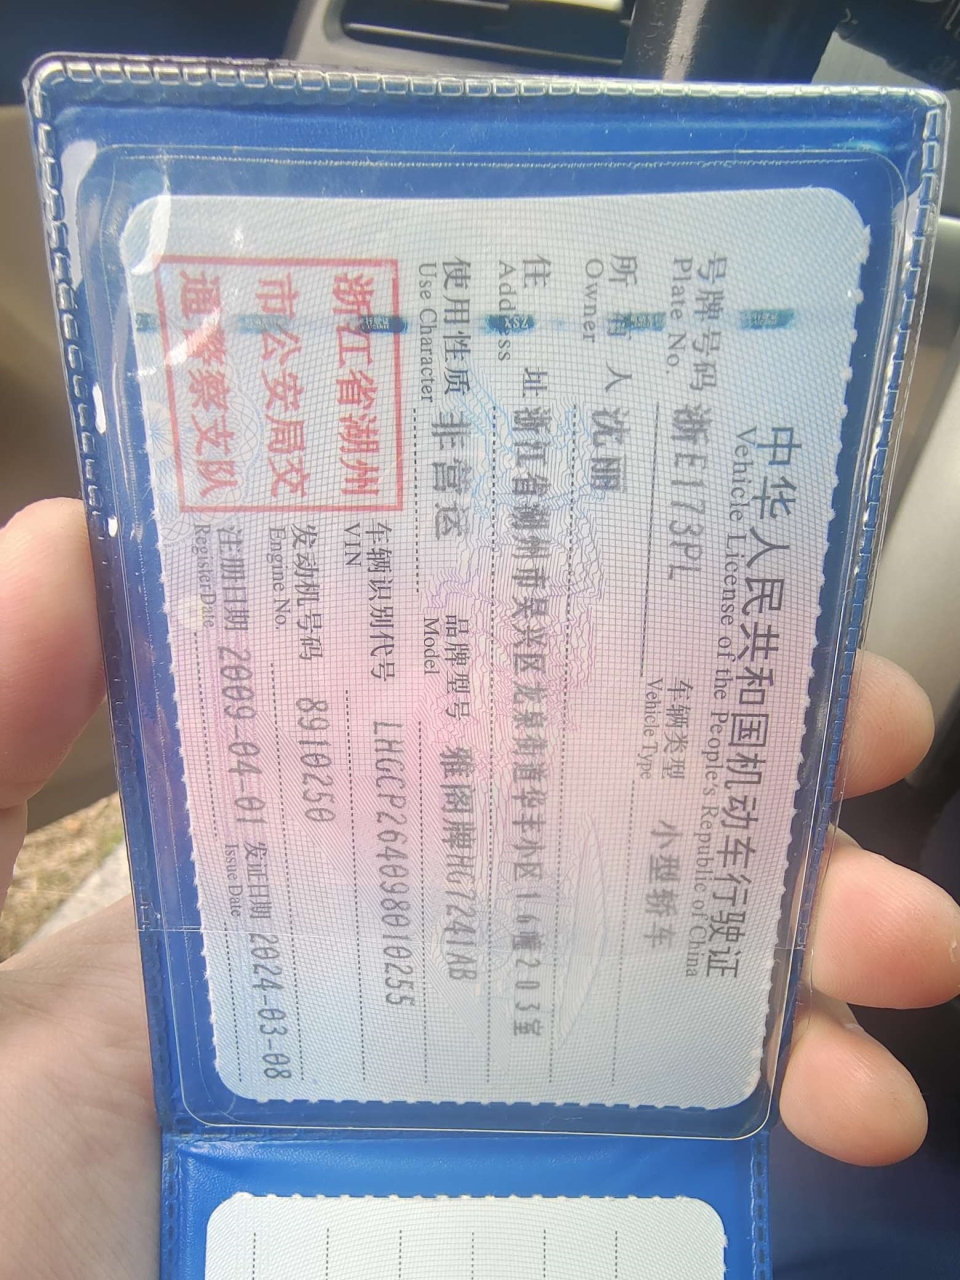 中华人民共和国机动车行驶证
Vehicle License of the People's Republic of China
号牌号码 浙E173PL 车辆类型 小型轿车
Plate No. Vehicle Type
所有人 沈丽
Owner
住址 浙江省湖州市吴兴区龙泉街道华丰小区16幢203室
Address
使用性质 非营运 品牌型号 雅阁牌HG7241AB
Use Character Model
浙江省湖州
市公安局交
通警察支队
车辆识别代号 LHGCP264098010255
VIN
发动机号码 8910250
Engine No.
注册日期 2009-04-01 发证日期 2024-03-08
Register Date Issue Date